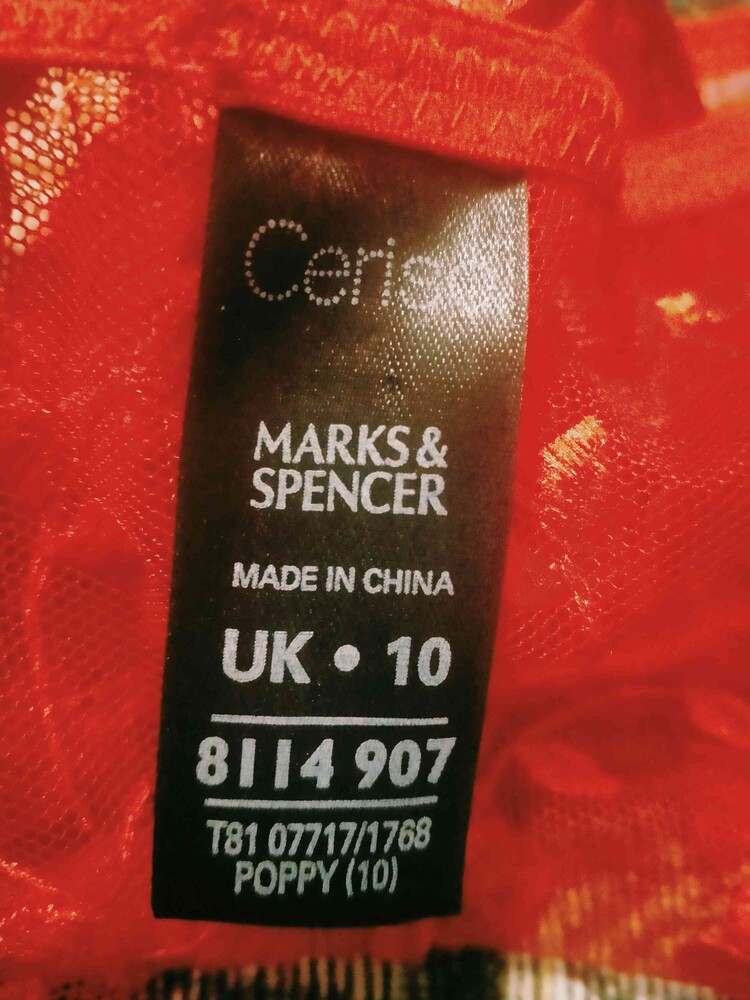 MARKS &
SPENCER
MADE IN CHINA
UK • 10
8114 907
T81 07717/1768
POPPY (10)